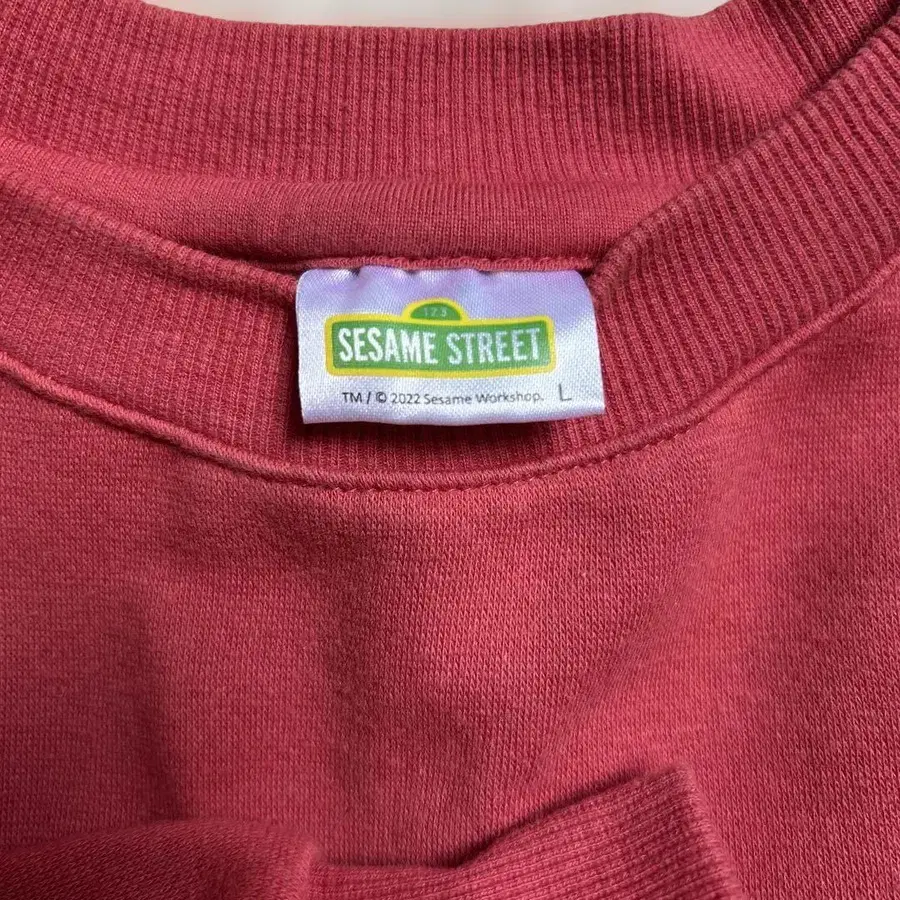 123
SESAME STREET
TM / © 2022 Sesame Workshop. L